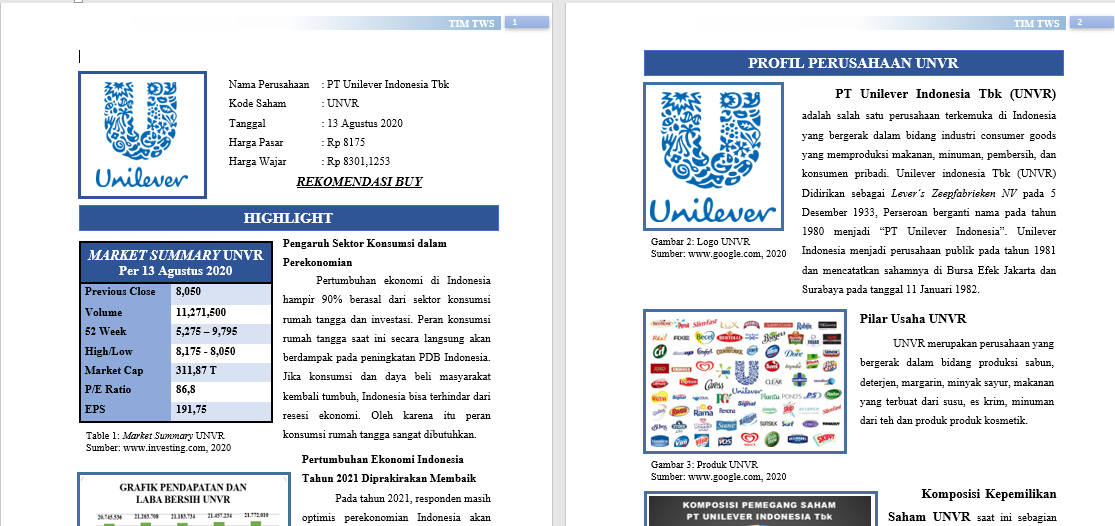 TIM TWS 1
Unilever
Nama Perusahaan : PT Unilever Indonesia Tbk
Kode Saham : UNVR
Tanggal : 13 Agustus 2020
Harga Pasar : Rp 8175
Harga Wajar : Rp 8301,1253
REKOMENDASI BUY
HIGHLIGHT
MARKET SUMMARY UNVR
Per 13 Agustus 2020
Previous Close 8,050
Volume 11,271,500
52 Week 5,275 – 9,795
High/Low 8,175 - 8,050
Market Cap 311,87 T
P/E Ratio 86,8
EPS 191,75
Table 1: Market Summary UNVR
Sumber: www.investing.com, 2020
GRAFIK PENDAPATAN DAN
LABA BERSIH UNVR
Pengaruh Sektor Konsumsi dalam
Perekonomian
Pertumbuhan ekonomi di Indonesia
hampir 90% berasal dari sektor konsumsi
rumah tangga dan investasi. Peran konsumsi
rumah tangga saat ini secara langsung akan
berdampak pada peningkatan PDB Indonesia.
Jika konsumsi dan daya beli masyarakat
kembali tumbuh, Indonesia bisa terhindar dari
resesi ekonomi. Oleh karena itu peran
konsumsi rumah tangga sangat dibutuhkan.
Pertumbuhan Ekonomi Indonesia
Tahun 2021 Diprakirakan Membaik
Pada tahun 2021, responden masih
optimis perekonomian Indonesia akan
TIM TWS 2
PROFIL PERUSAHAAN UNVR
Unilever
Gambar 2: Logo UNVR
Sumber: www.google.com, 2020
PT Unilever Indonesia Tbk (UNVR)
adalah salah satu perusahaan terkemuka di Indonesia
yang bergerak dalam bidang industri consumer goods
yang memproduksi makanan, minuman, pembersih, dan
konsumen pribadi. Unilever indonesia Tbk (UNVR)
Didirikan sebagai Lever's Zeepfabrieken NV pada 5
Desember 1933, Perseroan berganti nama pada tahun
1980 menjadi “PT Unilever Indonesia”. Unilever
Indonesia menjadi perusahaan publik pada tahun 1981
dan mencatatkan sahamnya di Bursa Efek Jakarta dan
Surabaya pada tanggal 11 Januari 1982.
Unilever
Gambar 3: Produk UNVR
Sumber: www.google.com, 2020
Pilar Usaha UNVR
UNVR merupakan perusahaan yang
bergerak dalam bidang produksi sabun,
deterjen, margarin, minyak sayur, makanan
yang terbuat dari susu, es krim, minuman
dari teh dan produk produk kosmetik.
KOMPOSISI PEMEGANG SAHAM
PT UNILEVER INDONESIA Tbk
Komposisi Kepemilikan
Saham UNVR saat ini sebagian